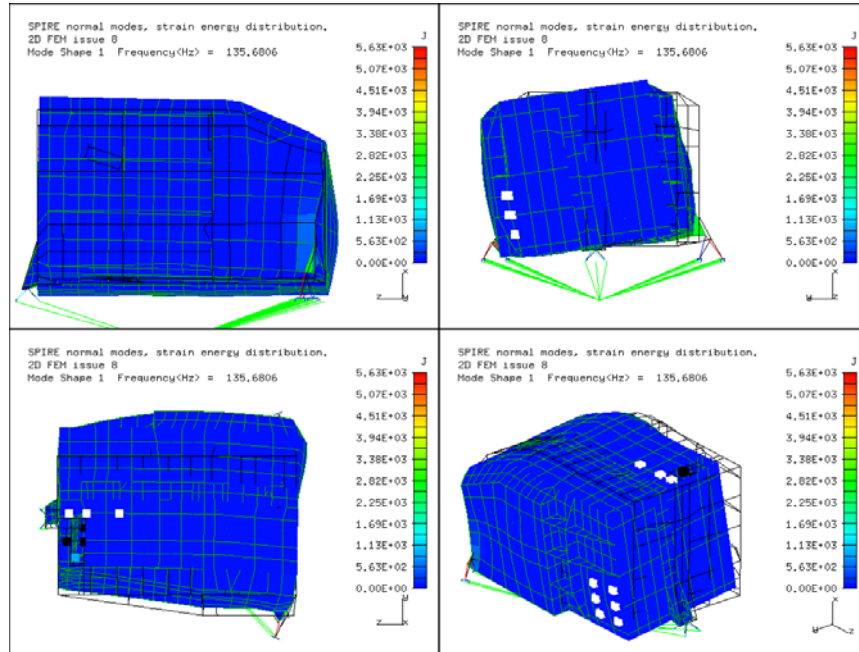 SPIRE normal modes, strain energy distribution.
2D FEM issue 8
Mode Shape 1 Frequency(Hz) = 135.6806
J
5.63E+03
5.07E+03
4.51E+03
3.94E+03
3.38E+03
2.82E+03
2.25E+03
1.69E+03
1.13E+03
5.63E+02
0.00E+00
x
z
y
SPIRE normal modes, strain energy distribution.
2D FEM issue 8
Mode Shape 1 Frequency(Hz) = 135.6806
J
5.63E+03
5.07E+03
4.51E+03
3.94E+03
3.38E+03
2.82E+03
2.25E+03
1.69E+03
1.13E+03
5.63E+02
0.00E+00
x
y
z
SPIRE normal modes, strain energy distribution.
2D FEM issue 8
Mode Shape 1 Frequency(Hz) = 135.6806
J
5.63E+03
5.07E+03
4.51E+03
3.94E+03
3.38E+03
2.82E+03
2.25E+03
1.69E+03
1.13E+03
5.63E+02
0.00E+00
y
z
x
SPIRE normal modes, strain energy distribution.
2D FEM issue 8
Mode Shape 1 Frequency(Hz) = 135.6806
J
5.63E+03
5.07E+03
4.51E+03
3.94E+03
3.38E+03
2.82E+03
2.25E+03
1.69E+03
1.13E+03
5.63E+02
0.00E+00
x
y
z